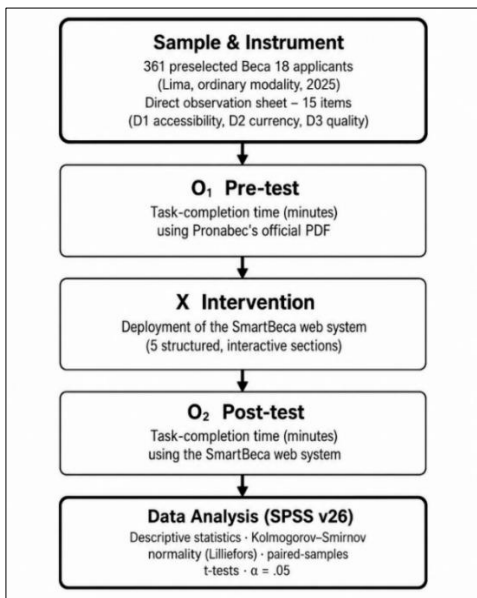 Sample & Instrument
361 preselected Beca 18 applicants
(Lima, ordinary modality, 2025)
Direct observation sheet – 15 items
(D1 accessibility, D2 currency, D3 quality)
O₁ Pre-test
Task-completion time (minutes)
using Pronabec's official PDF
X Intervention
Deployment of the SmartBeca web system
(5 structured, interactive sections)
O₂ Post-test
Task-completion time (minutes)
using the SmartBeca web system
Data Analysis (SPSS v26)
Descriptive statistics · Kolmogorov–Smirnov
normality (Lilliefors) · paired-samples
t-tests · α = .05